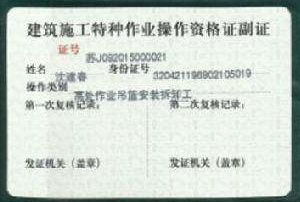 建筑施工特种作业操作资格证副证
证号 苏J092015000021
姓名 沈建睿 身份证号 320421196902105019
操作类别 高处作业吊篮安装拆卸工
第一次复核记录： 第二次复核记录：
发证机关（盖章） 发证机关（盖章）